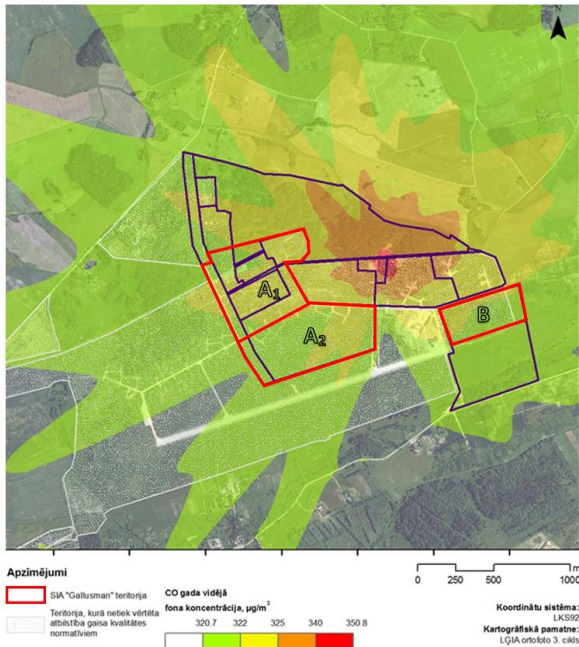 A₁
A₂
B
Apzīmējumi
SIA "Gallusman" teritorija
Teritorija, kurā netiek vērtēta
atbilstība gaisa kvalitātes
normatīviem
CO gada vidējā
fona koncentrācija, µg/m³
320.7 322 325 340 350.8
m
0 250 500 1000
Koordinātu sistēma:
LKS92
Kartogrāfiskā pamatne:
LĢIA ortofoto 3. cikls